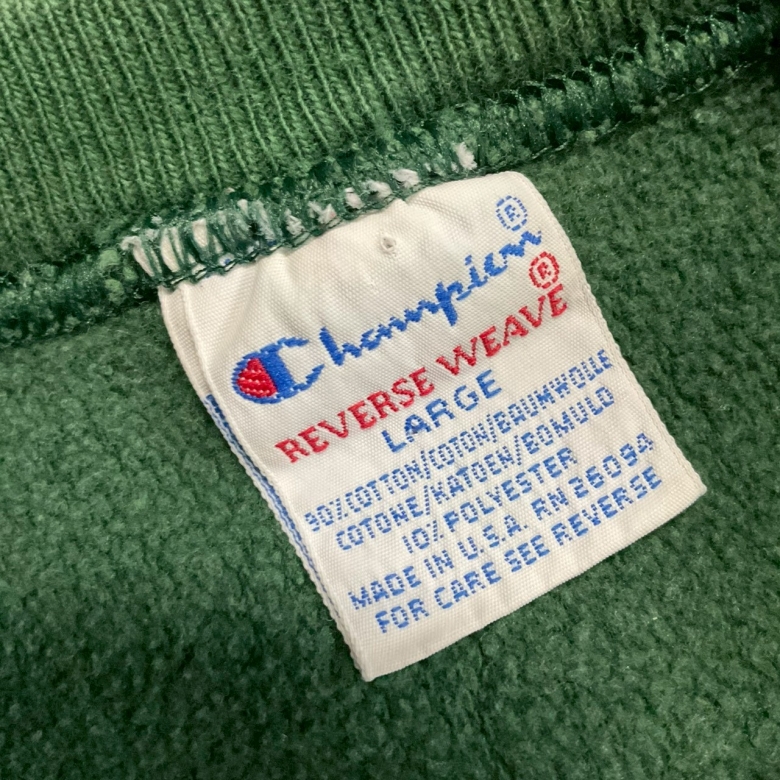 Champion®
REVERSE WEAVE®
LARGE
90% COTTON/COTON/BAUMWOLLE
COTONE/KATOEN/BOMULD
10% POLYESTER
MADE IN U.S.A. RN 26094
FOR CARE SEE REVERSE